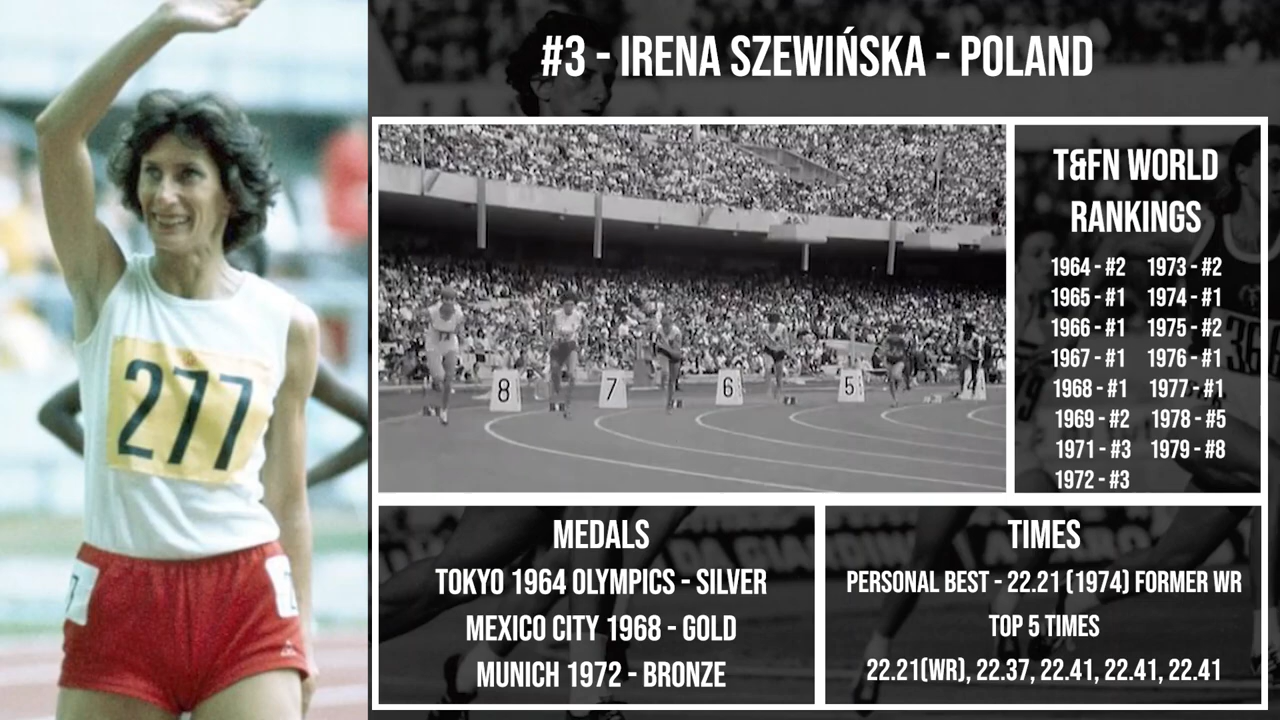 #3 - IRENA SZEWIŃSKA - POLAND
277
7
8
7
6
5
T&FN WORLD
RANKINGS
1964 - #2 1973 - #2
1965 - #1 1974 - #1
1966 - #1 1975 - #2
1967 - #1 1976 - #1
1968 - #1 1977 - #1
1969 - #2 1978 - #5
1971 - #3 1979 - #8
1972 - #3
MEDALS
TOKYO 1964 OLYMPICS - SILVER
MEXICO CITY 1968 - GOLD
MUNICH 1972 - BRONZE
TIMES
PERSONAL BEST - 22.21 (1974) FORMER WR
TOP 5 TIMES
22.21(WR), 22.37, 22.41, 22.41, 22.41